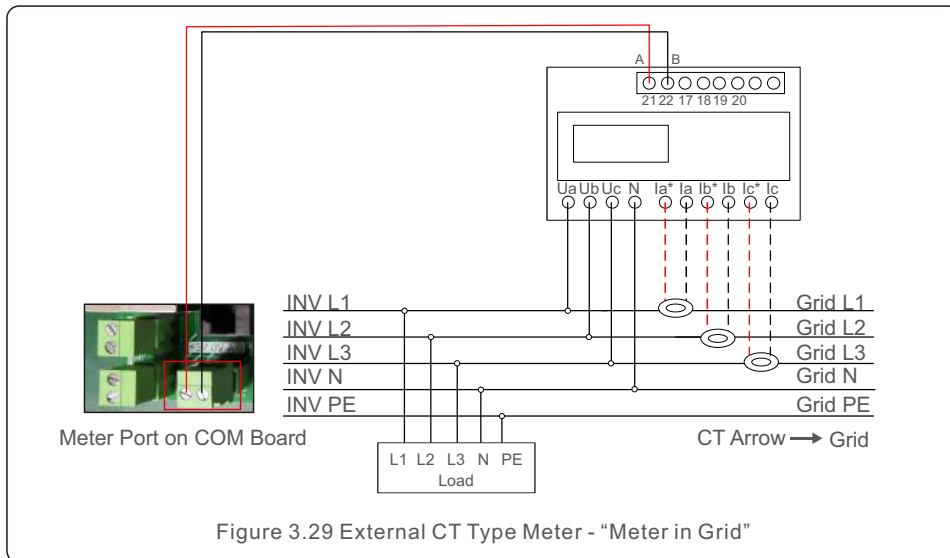 A B
21 22 17 18 19 20
Ua Ub Uc N Ia* Ia Ib* Ib Ic* Ic
INV L1 Grid L1
INV L2 Grid L2
INV L3 Grid L3
INV N Grid N
INV PE Grid PE
Meter Port on COM Board
CT Arrow Grid
L1 L2 L3 N PE
Load
Figure 3.29 External CT Type Meter - “Meter in Grid”